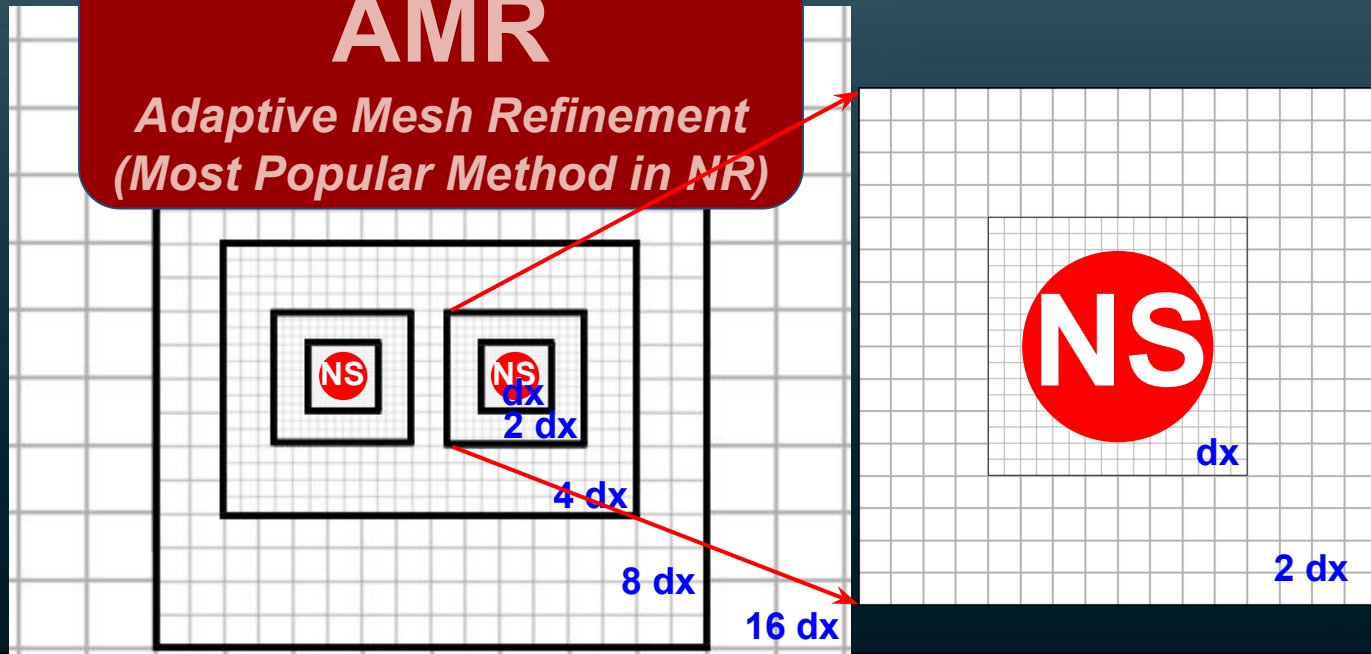 AMR
Adaptive Mesh Refinement
(Most Popular Method in NR)
NS
NS
dx
2 dx
4 dx
8 dx
16 dx
NS
dx
2 dx